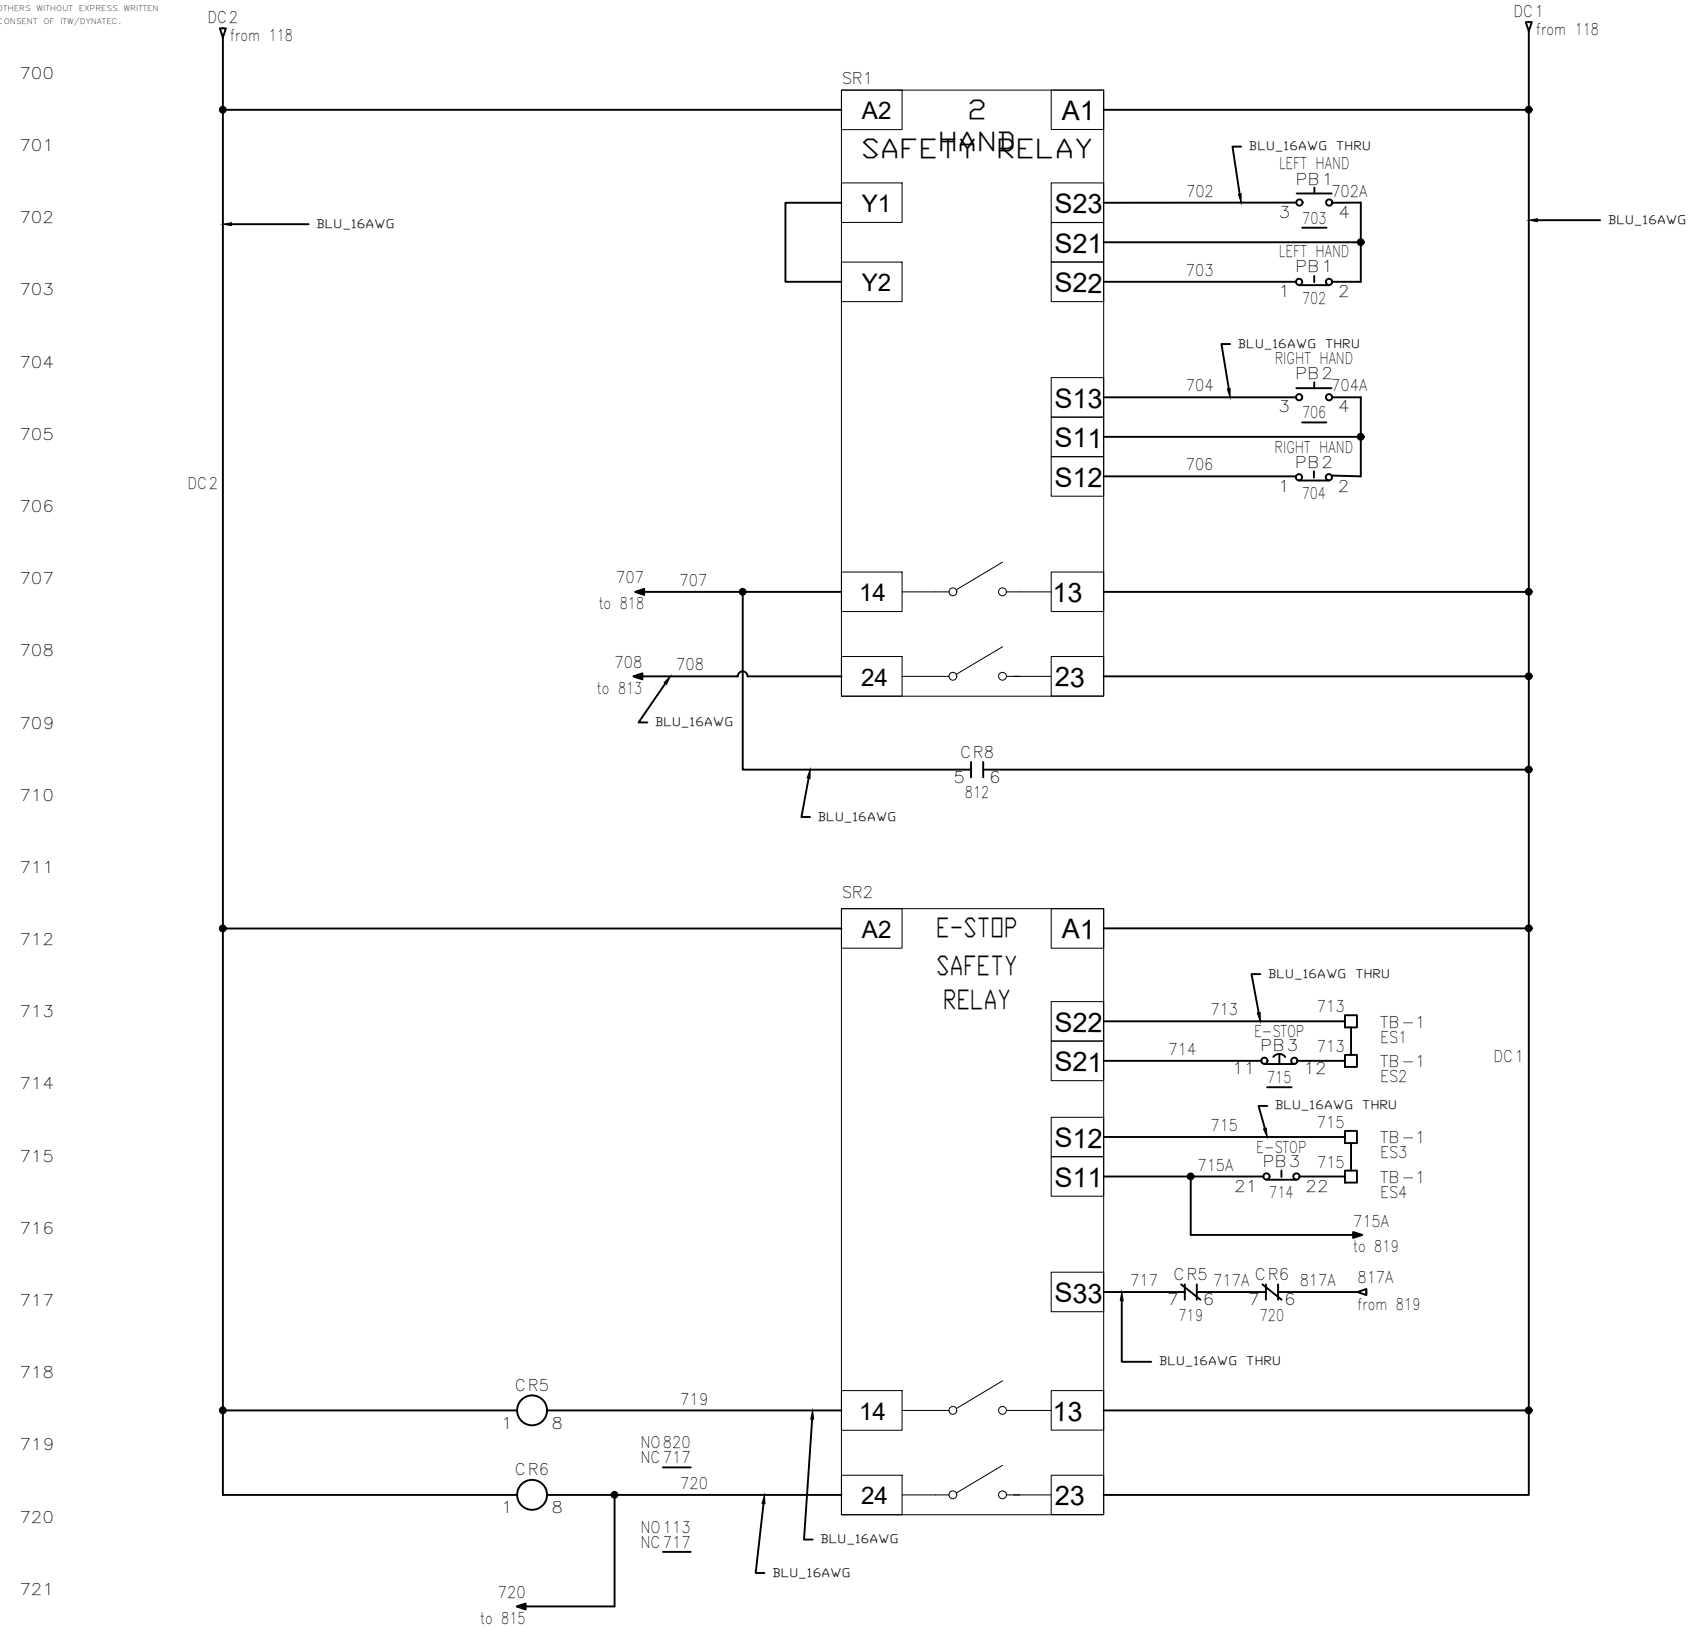 OTHERS WITHOUT EXPRESS WRITTEN
CONSENT OF ITW/DYNATEC.
DC2
from 118
DC1
from 118
700
SR1
A2
2
HAND
SAFETY RELAY
A1
701
BLU_16AWG THRU
LEFT HAND
PB1
702
702A
Y1
S23
3
4
703
702
BLU_16AWG
BLU_16AWG
S21
LEFT HAND
PB1
703
Y2
S22
1
2
702
703
BLU_16AWG THRU
RIGHT HAND
PB2
704
704
704A
S13
3
4
706
705
S11
RIGHT HAND
PB2
706
S12
1
2
704
DC2
706
707
707
707
to 818
14
13
708
708
708
to 813
24
23
709
BLU_16AWG
CR8
5
6
812
710
BLU_16AWG
711
SR2
A2
E-STOP
SAFETY
RELAY
A1
712
BLU_16AWG THRU
713
713
713
S22
TB-1
ES1
E-STOP
PB3
714
713
S21
11
12
TB-1
ES2
715
DC1
714
BLU_16AWG THRU
715
715
S12
TB-1
ES3
715
E-STOP
PB3
715A
715
S11
21
22
TB-1
ES4
714
716
715A
to 819
717
CR5
717A
CR6
817A
817A
from 819
S33
7
6
7
6
719
720
717
718
BLU_16AWG THRU
CR5
719
1
8
14
13
719
NO820
NC717
CR6
720
1
8
24
23
720
NO113
NC717
BLU_16AWG
BLU_16AWG
721
720
to 815